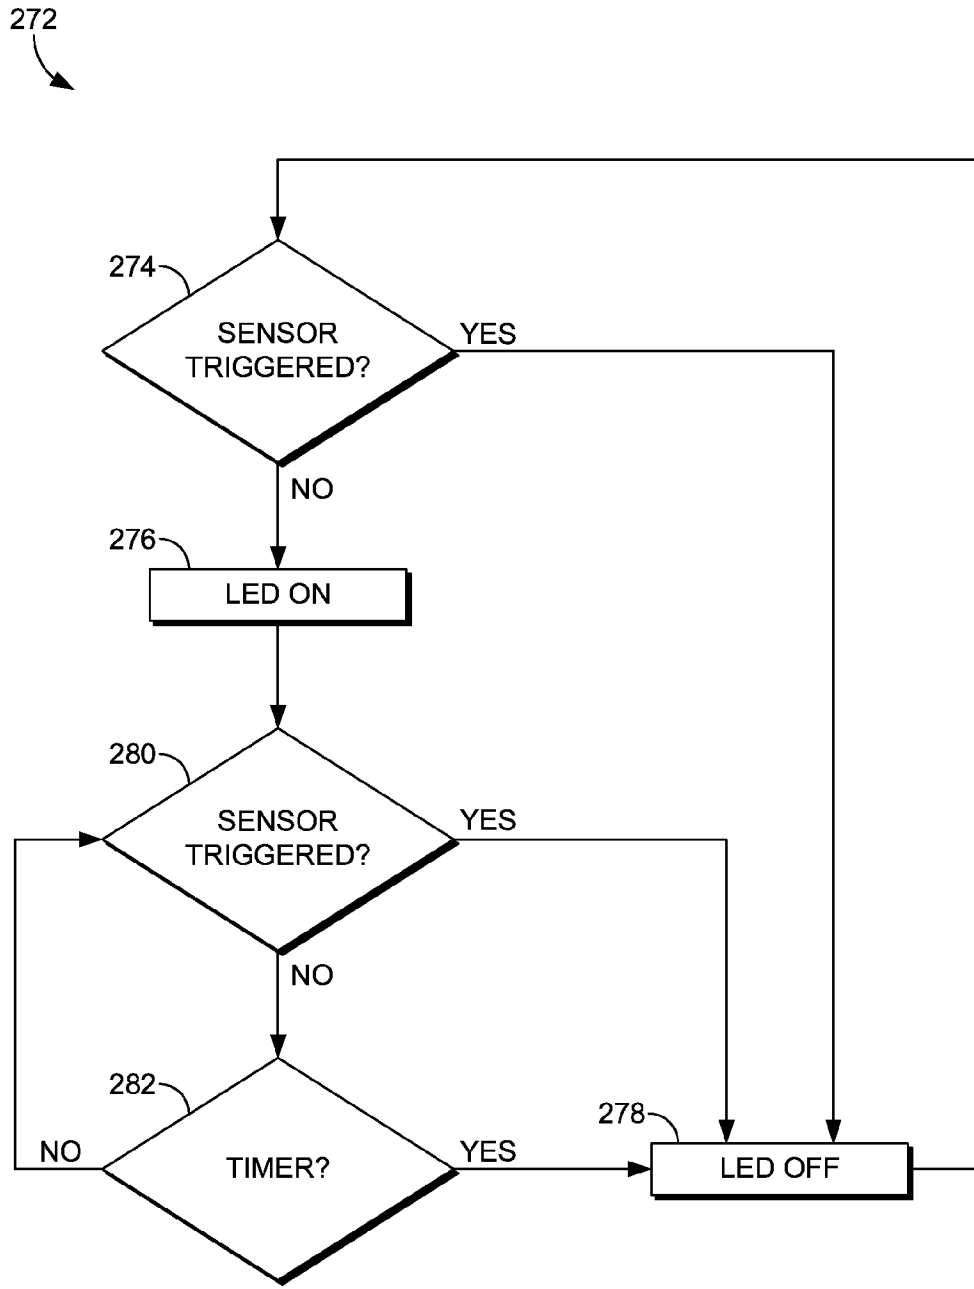 272
274
SENSOR
TRIGGERED?
YES
NO
276
LED ON
280
SENSOR
TRIGGERED?
YES
NO
282
TIMER?
NO
YES
278
LED OFF